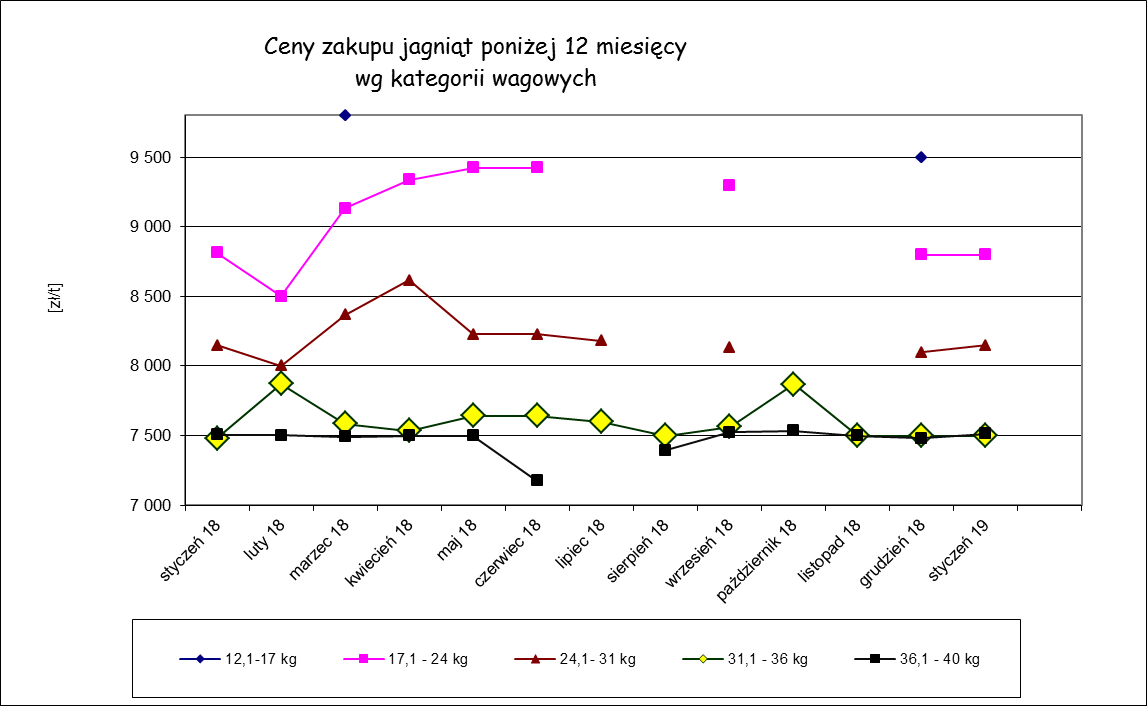 Ceny zakupu jagniąt poniżej 12 miesięcy
wg kategorii wagowych
[zł/t]
9 500
9 000
8 500
8 000
7 500
7 000
styczeń 18
luty 18
marzec 18
kwiecień 18
maj 18
czerwiec 18
lipiec 18
sierpień 18
wrzesień 18
październik 18
listopad 18
grudzień 18
styczeń 19
12,1-17 kg
17,1 - 24 kg
24,1- 31 kg
31,1 - 36 kg
36,1 - 40 kg